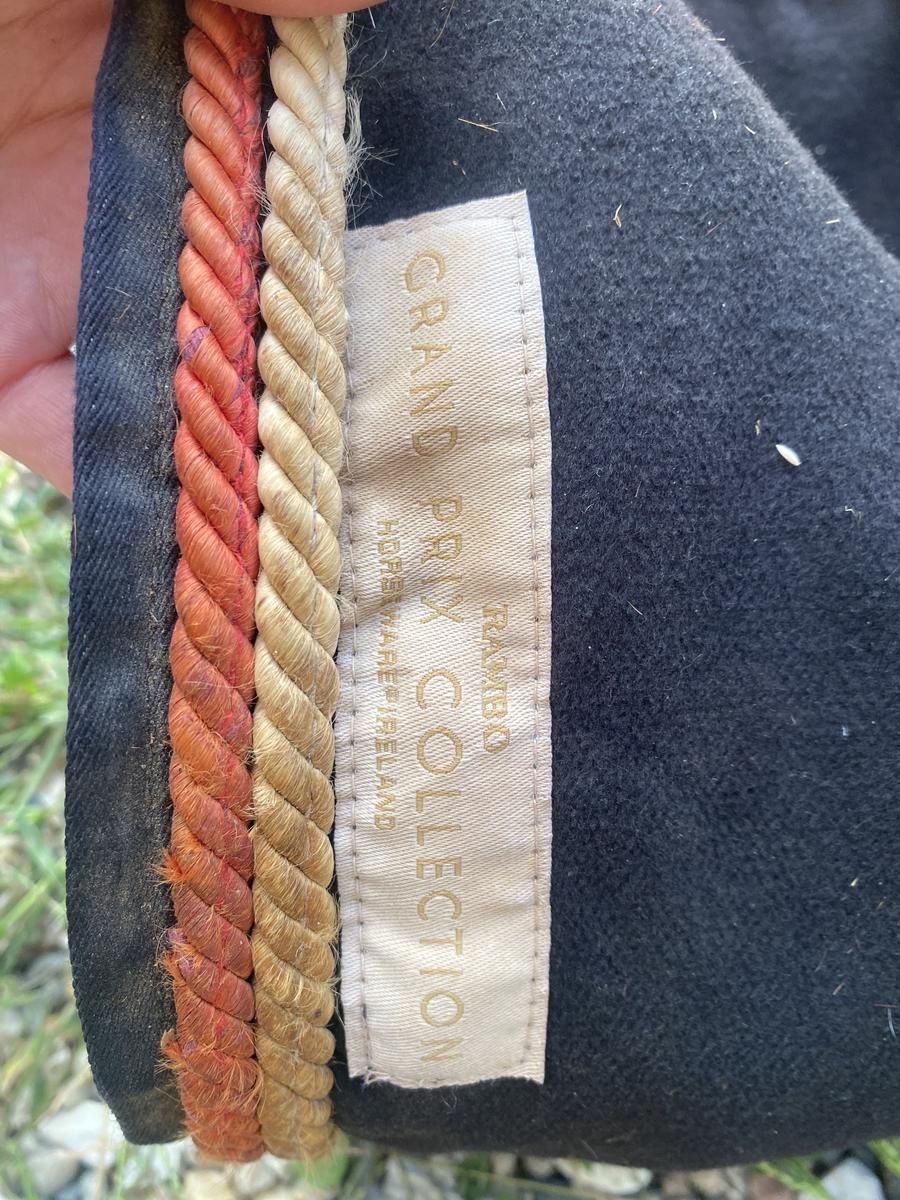 RAMBO
GRAND PRIX COLLECTION
HORSEWARE® IRELAND